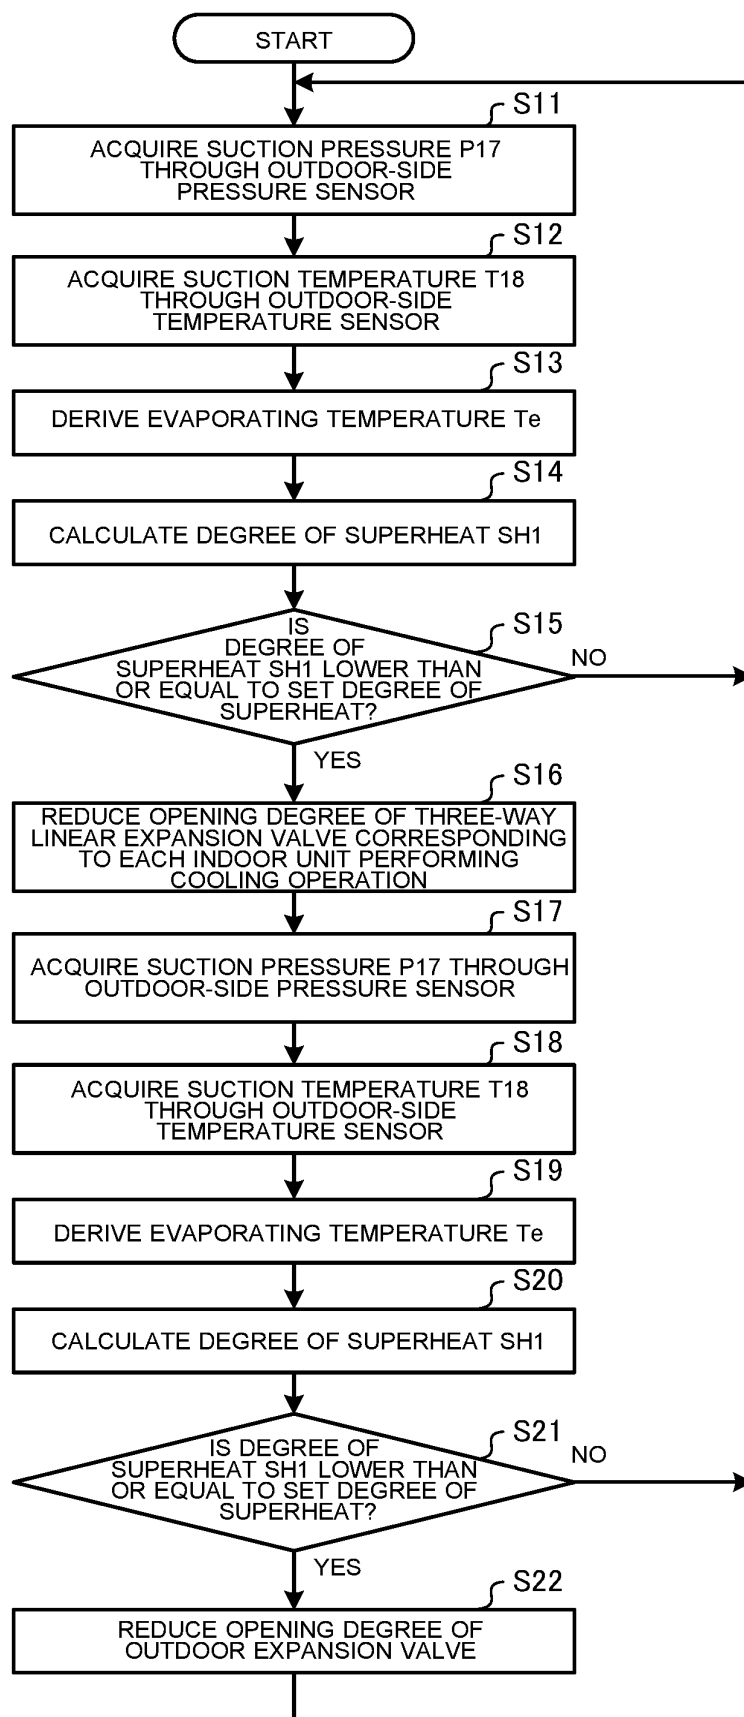 START
S11
ACQUIRE SUCTION PRESSURE P17
THROUGH OUTDOOR-SIDE
PRESSURE SENSOR
S12
ACQUIRE SUCTION TEMPERATURE T18
THROUGH OUTDOOR-SIDE
TEMPERATURE SENSOR
S13
DERIVE EVAPORATING TEMPERATURE Te
S14
CALCULATE DEGREE OF SUPERHEAT SH1
S15
IS
DEGREE OF
SUPERHEAT SH1 LOWER THAN
OR EQUAL TO SET DEGREE OF
SUPERHEAT?
NO
YES
S16
REDUCE OPENING DEGREE OF THREE-WAY
LINEAR EXPANSION VALVE CORRESPONDING
TO EACH INDOOR UNIT PERFORMING
COOLING OPERATION
S17
ACQUIRE SUCTION PRESSURE P17 THROUGH
OUTDOOR-SIDE PRESSURE SENSOR
S18
ACQUIRE SUCTION TEMPERATURE T18
THROUGH OUTDOOR-SIDE
TEMPERATURE SENSOR
S19
DERIVE EVAPORATING TEMPERATURE Te
S20
CALCULATE DEGREE OF SUPERHEAT SH1
S21
IS DEGREE OF
SUPERHEAT SH1 LOWER THAN
OR EQUAL TO SET DEGREE OF
SUPERHEAT?
NO
YES
S22
REDUCE OPENING DEGREE OF
OUTDOOR EXPANSION VALVE